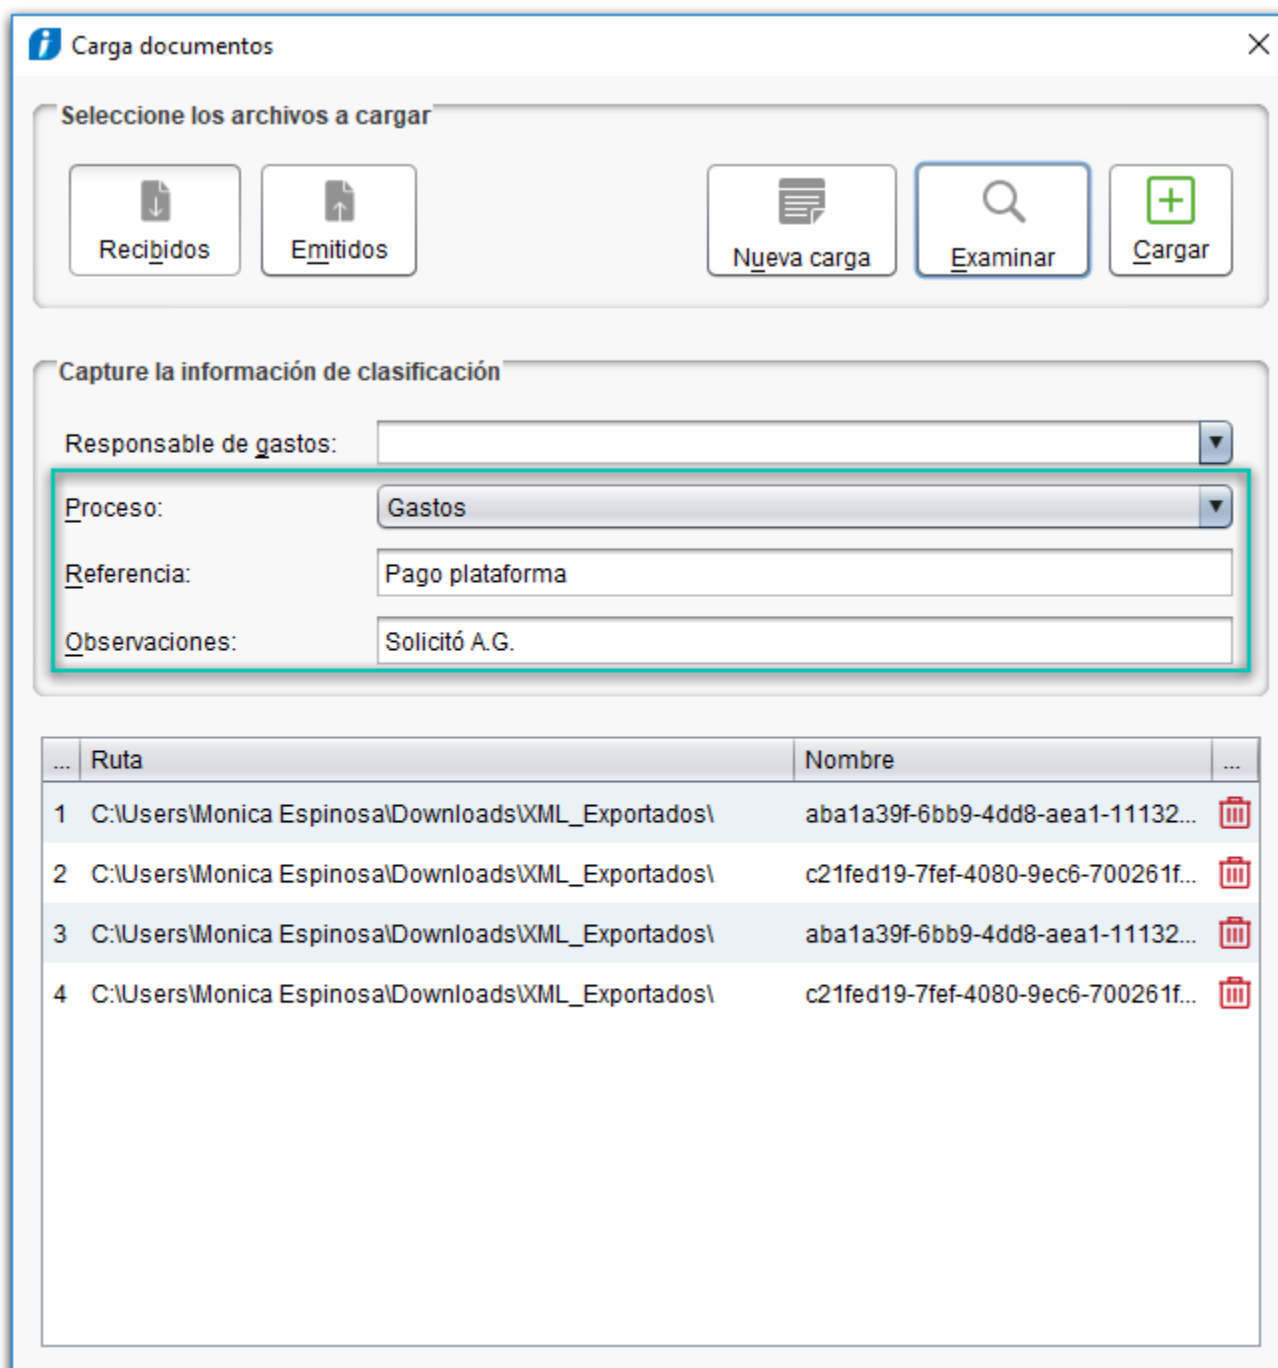 Carga documentos
Seleccione los archivos a cargar
Recibidos Emitidos Nueva carga Examinar Cargar
Capture la información de clasificación
Responsable de gastos:
Procesо: Gastos
Referencia: Pago plataforma
Observaciones: Solicitó A.G.
... Ruta Nombre ...
1 C:\Users\Monica Espinosa\Downloads\XML_Exportados\ aba1a39f-6bb9-4dd8-aea1-11132...
2 C:\Users\Monica Espinosa\Downloads\XML_Exportados\ c21fed19-7fef-4080-9ec6-700261f...
3 C:\Users\Monica Espinosa\Downloads\XML_Exportados\ aba1a39f-6bb9-4dd8-aea1-11132...
4 C:\Users\Monica Espinosa\Downloads\XML_Exportados\ c21fed19-7fef-4080-9ec6-700261f...